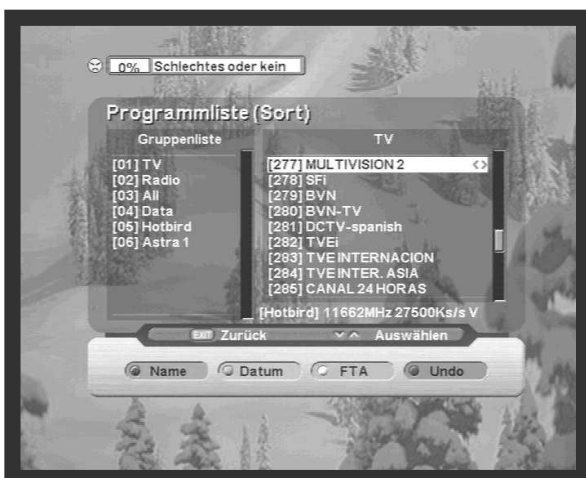 0% Schlechtes oder kein
Programmliste (Sort)
Gruppenliste
[01] TV
[02] Radio
[03] All
[04] Data
[05] Hotbird
[06] Astra 1
TV
[277] MULTIVISION 2
[278] SFi
[279] BVN
[280] BVN-TV
[281] DCTV-spanish
[282] TVEi
[283] TVE INTERNACION
[284] TVE INTER. ASIA
[285] CANAL 24 HORAS
[Hotbird] 11662MHz 27500Ks/s V
EXIT Zurück Auswählen
Name Datum FTA Undo